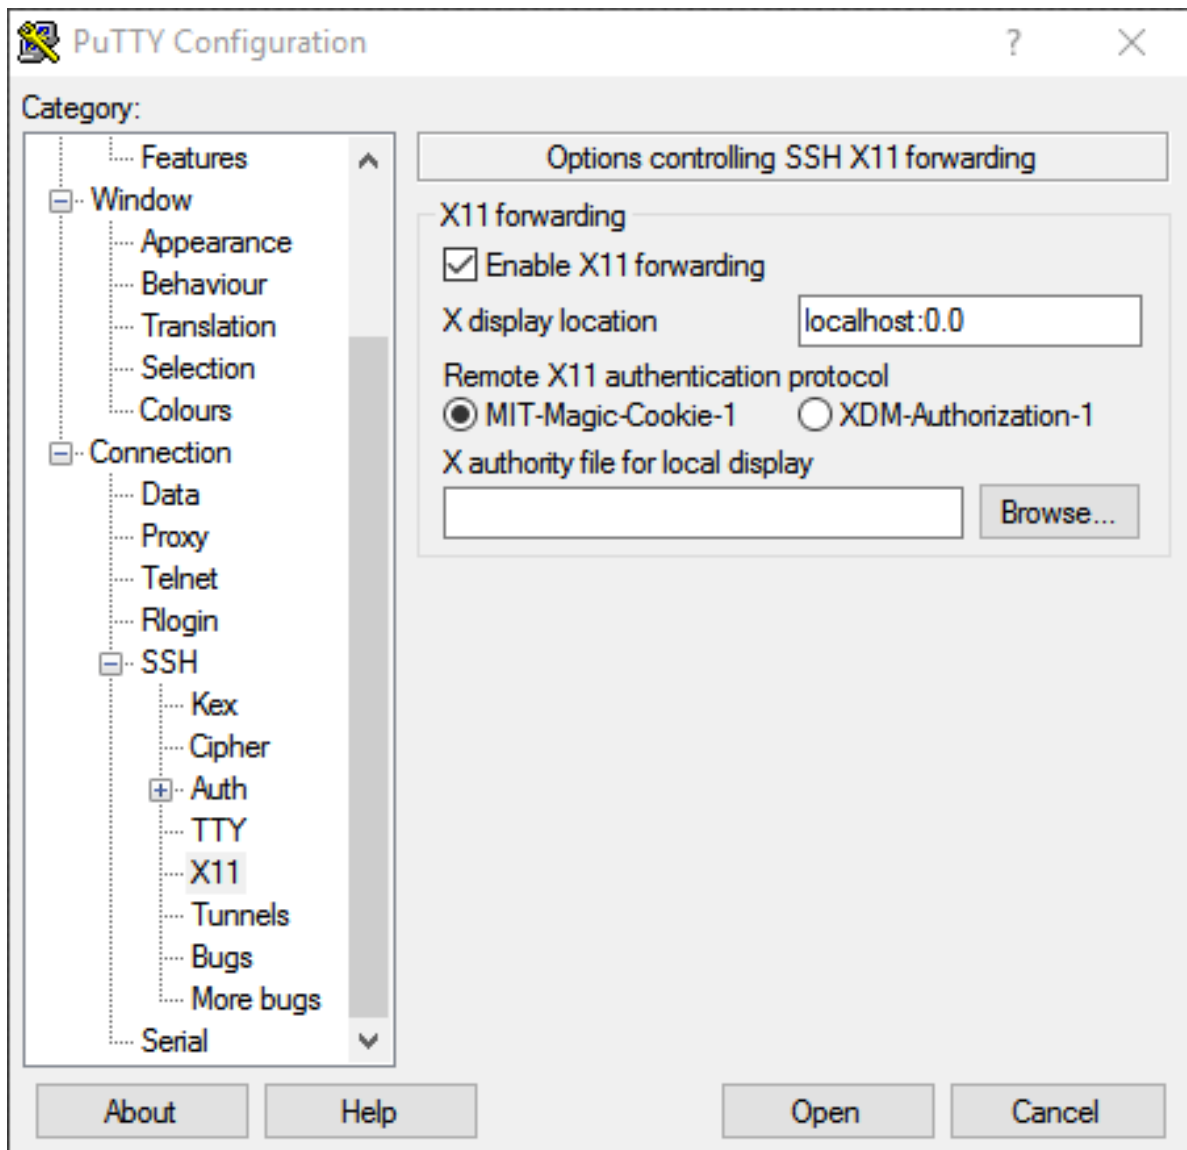 PuTTY Configuration
Category:
Features
Window
Appearance
Behaviour
Translation
Selection
Colours
Connection
Data
Proxy
Telnet
Rlogin
SSH
Kex
Cipher
Auth
TTY
X11
Tunnels
Bugs
More bugs
Serial
Options controlling SSH X11 forwarding
X11 forwarding
Enable X11 forwarding
X display location localhost:0.0
Remote X11 authentication protocol
MIT-Magic-Cookie-1 XDM-Authorization-1
X authority file for local display
Browse...
About Help Open Cancel